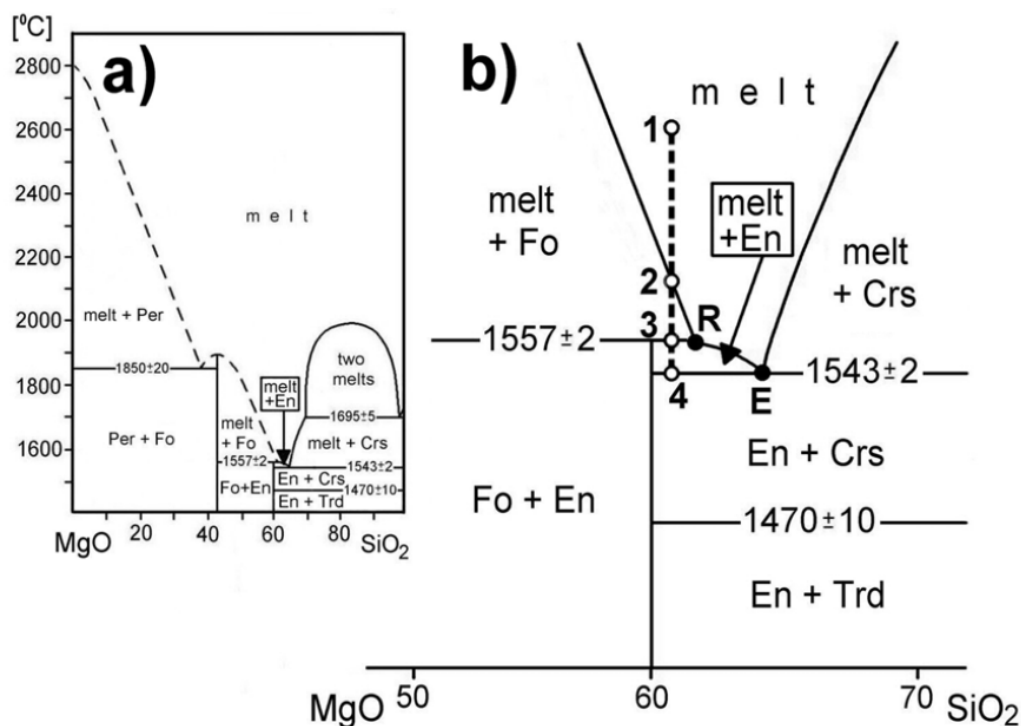 [⁰C]
a)
2800
2600
2400
2200
2000
1800
1600
melt
melt + Per
1850±20
Per + Fo
melt
+ Fo
1557±2
Fo+En
melt
+En
two
melts
1695±5
melt + Crs
1543±2
En + Crs
1470±10
En + Trd
MgO 20 40 60 80 SiO₂
b)
melt
1
melt
+ Fo
melt
+En
melt
+ Crs
2
3
R
1557±2
4
E
1543±2
En + Crs
Fo + En
1470±10
En + Trd
50 60 70
MgO SiO₂